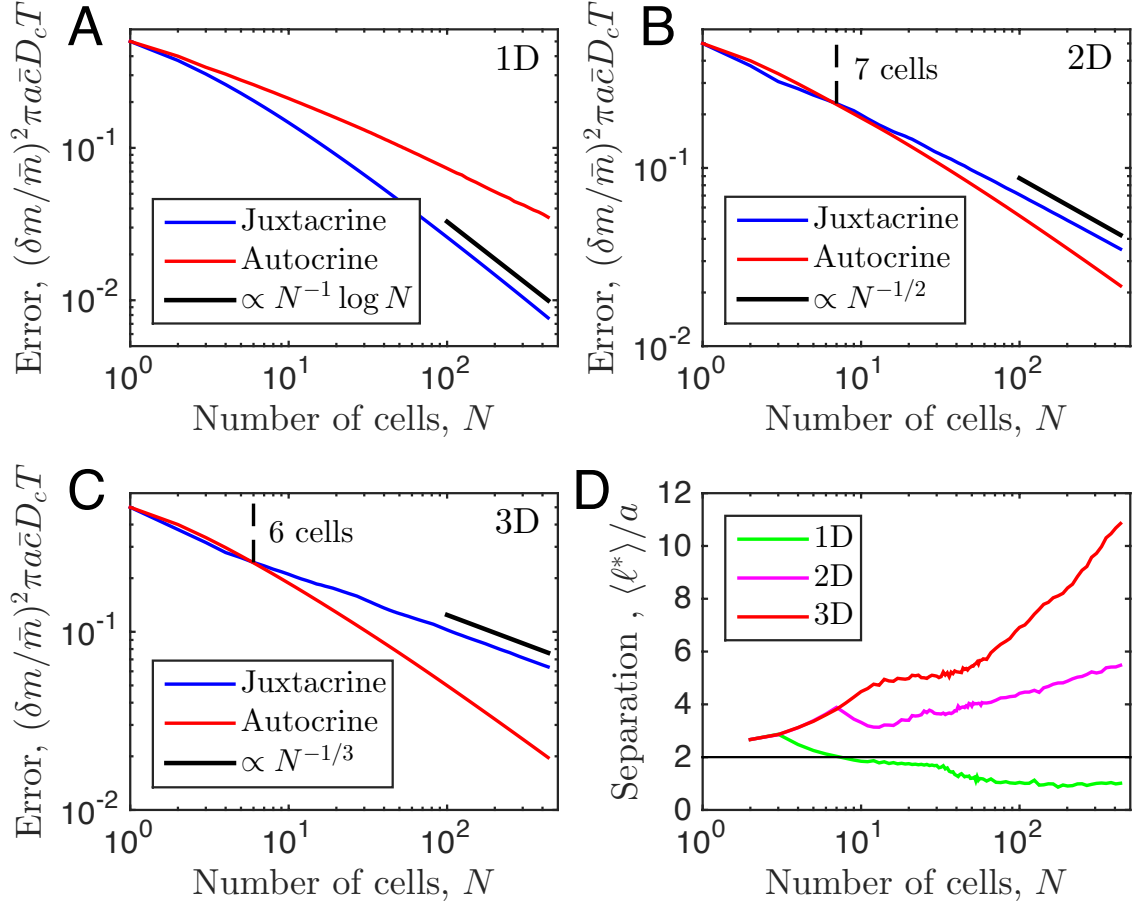 A
1D
Error, (δm/m̄)²πac̄D_cT
10⁻¹
10⁻²
Juxtacrine
Autocrine
∝ N⁻¹ log N
10⁰ 10¹ 10²
Number of cells, N
B
2D
7 cells
Error, (δm/m̄)²πac̄D_cT
10⁻¹
10⁻²
Juxtacrine
Autocrine
∝ N⁻¹/²
10⁰ 10¹ 10²
Number of cells, N
C
3D
6 cells
Error, (δm/m̄)²πac̄D_cT
10⁻¹
10⁻²
Juxtacrine
Autocrine
∝ N⁻¹/³
10⁰ 10¹ 10²
Number of cells, N
D
Separation , ⟨ℓ*⟩/a
12
10
8
6
4
2
0
1D
2D
3D
10⁰ 10¹ 10²
Number of cells, N